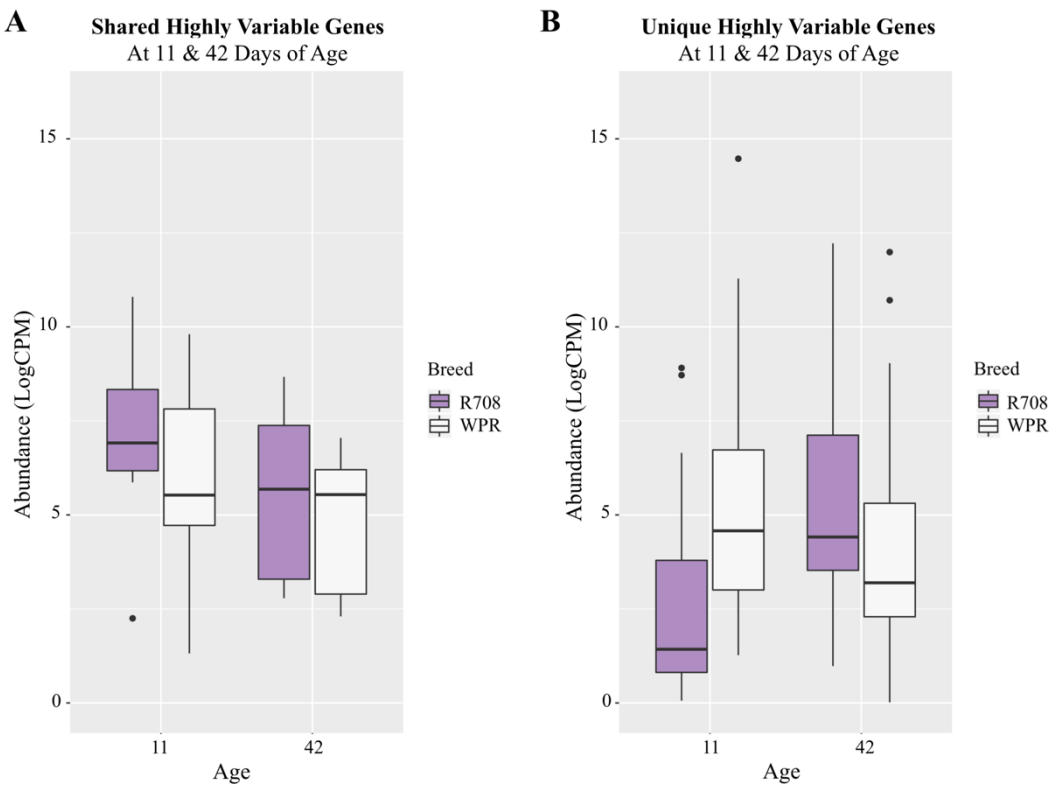 A
Shared Highly Variable Genes
At 11 & 42 Days of Age
15
10
5
0
Abundance (LogCPM)
11
42
Age
Breed
R708
WPR
B
Unique Highly Variable Genes
At 11 & 42 Days of Age
15
10
5
0
Abundance (LogCPM)
11
42
Age
Breed
R708
WPR